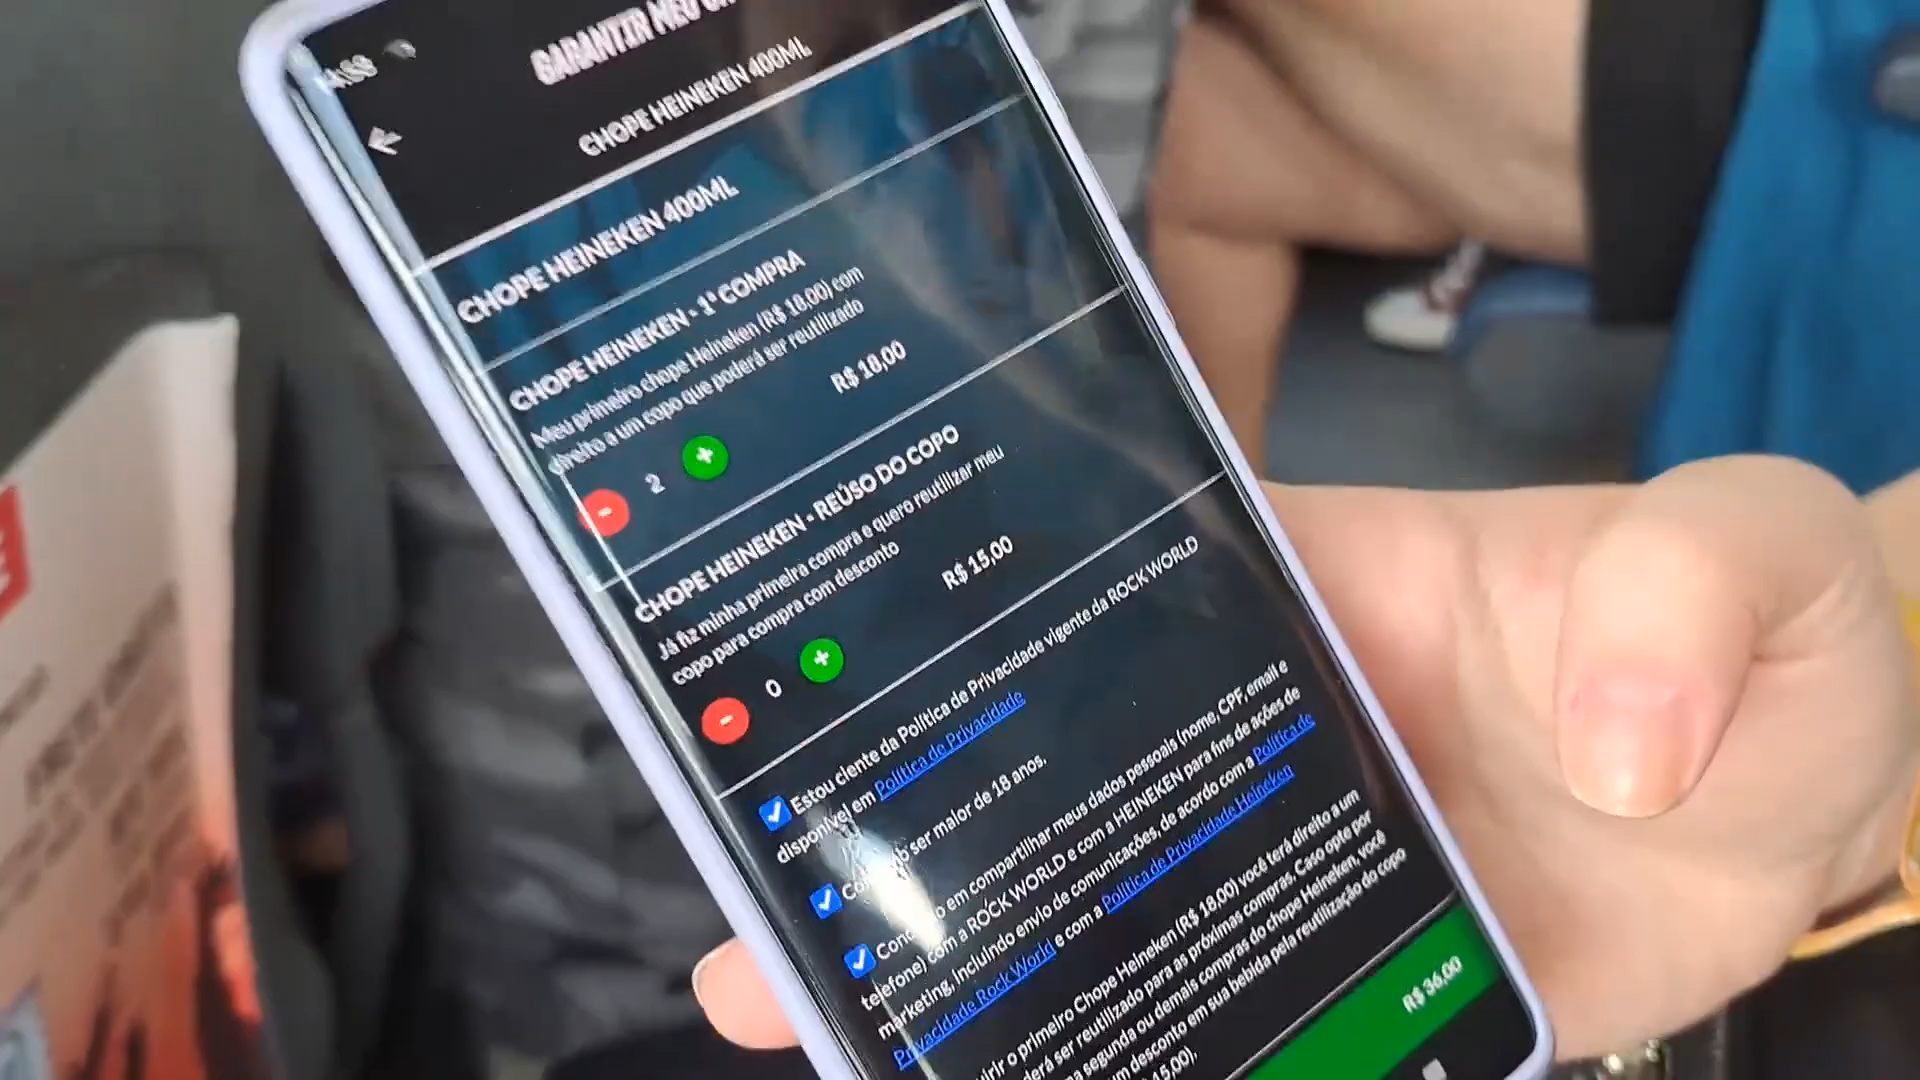 GARANTIR MEU
CHOPE HEINEKEN 400ML
CHOPE HEINEKEN 400ML
CHOPE HEINEKEN - 1ª COMPRA
Meu primeiro chope Heineken (R$ 18,00) com
direito a um copo que poderá ser reutilizado
R$ 18,00
- 2 +
CHOPE HEINEKEN - REÚSO DO COPO
Já fiz minha primeira compra e quero reutilizar meu
copo para compra com desconto
R$ 15,00
- 0 +
Estou ciente da Política de Privacidade vigente da ROCK WORLD
disponível em Política de Privacidade
ser maior de 18 anos.
em compartilhar meus dados pessoais (nome, CPF, email e
telefone) com a ROCK WORLD e com a HEINEKEN para fins de ações de
marketing, incluindo envio de comunicações, de acordo com a Política de
Privacidade Rock World e com a Política de Privacidade Heineken
o primeiro Chope Heineken (R$ 18,00) você terá direito a um
ser reutilizado para as próximas compras. Caso opte por
segunda ou demais compras do chope Heineken, você
desconto em sua bebida pela reutilização do copo
15,00).
R$ 36,00